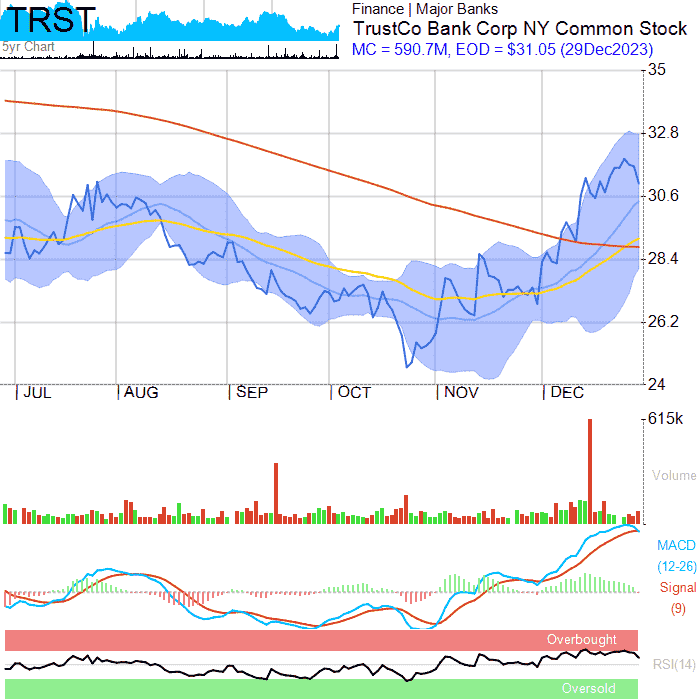 TRST
5yr Chart
Finance | Major Banks
TrustCo Bank Corp NY Common Stock
MC = 590.7M, EOD = $31.05 (29Dec2023)
35
32.8
30.6
28.4
26.2
24
JUL AUG SEP OCT NOV DEC
615k
Volume
MACD
(12-26)
Signal
(9)
Overbought
RSI(14)
Oversold